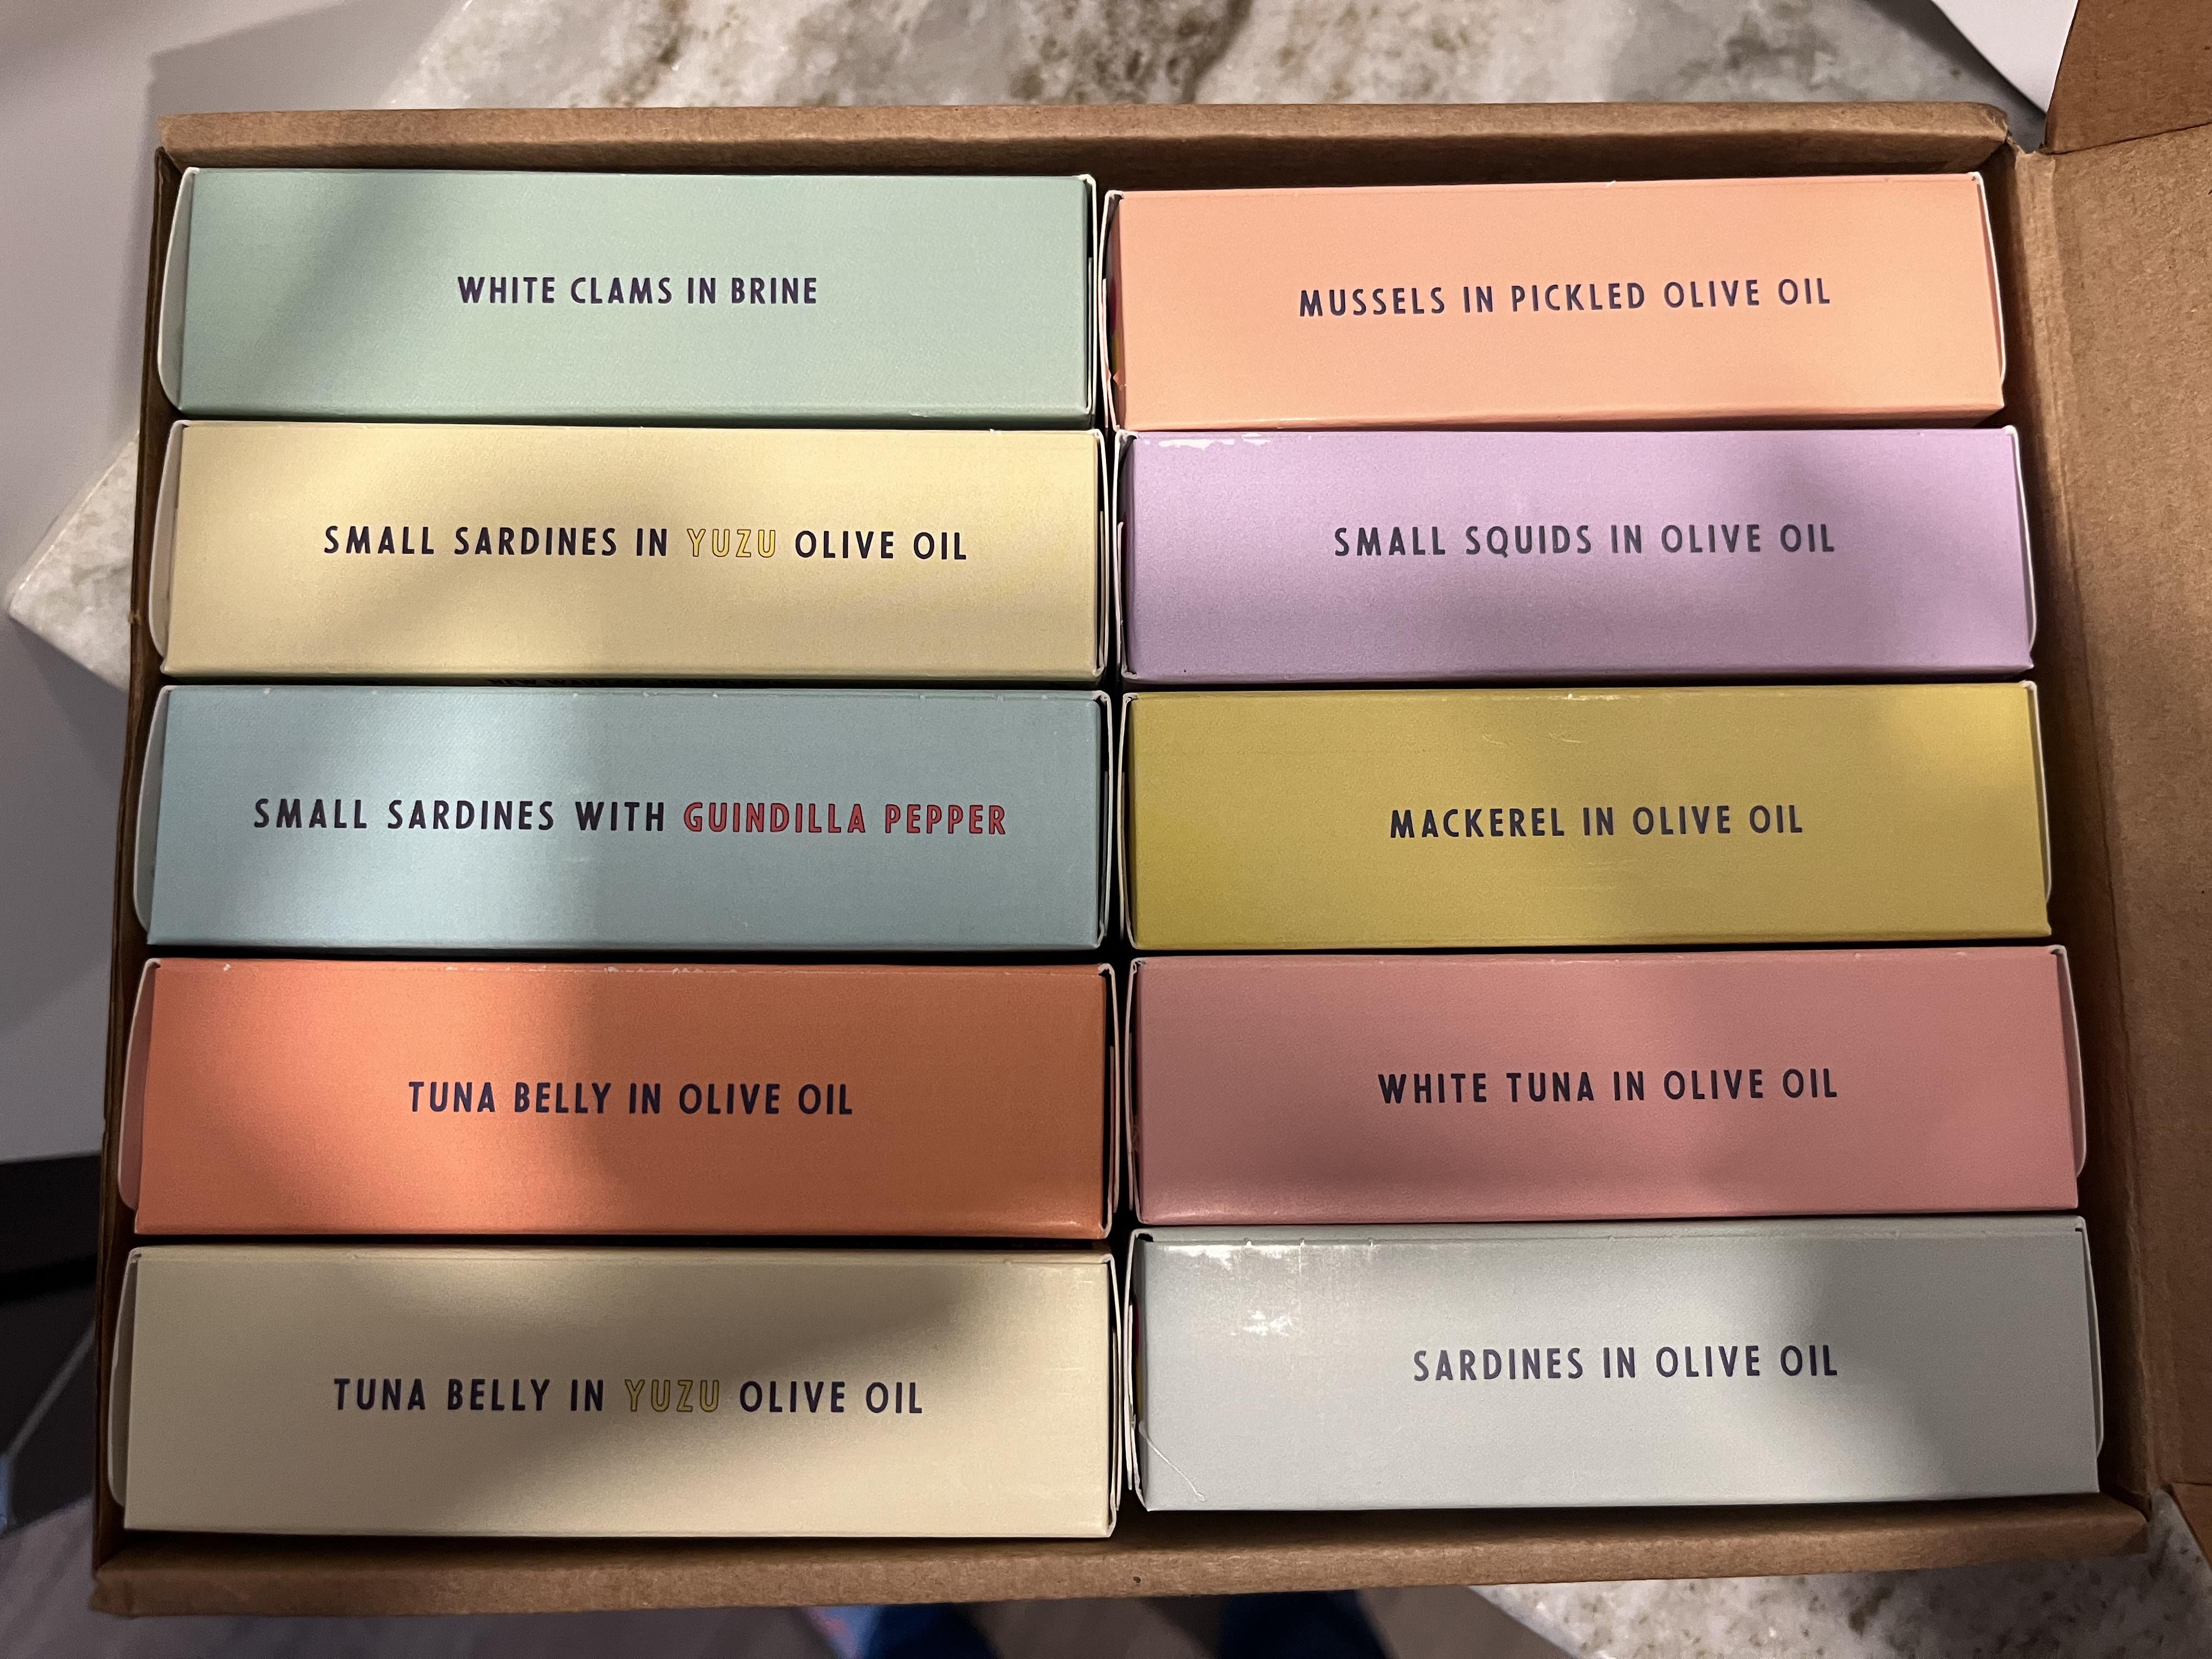 WHITE CLAMS IN BRINE
MUSSELS IN PICKLED OLIVE OIL
SMALL SARDINES IN YUZU OLIVE OIL
SMALL SQUIDS IN OLIVE OIL
SMALL SARDINES WITH GUINDILLA PEPPER
MACKEREL IN OLIVE OIL
TUNA BELLY IN OLIVE OIL
WHITE TUNA IN OLIVE OIL
TUNA BELLY IN YUZU OLIVE OIL
SARDINES IN OLIVE OIL